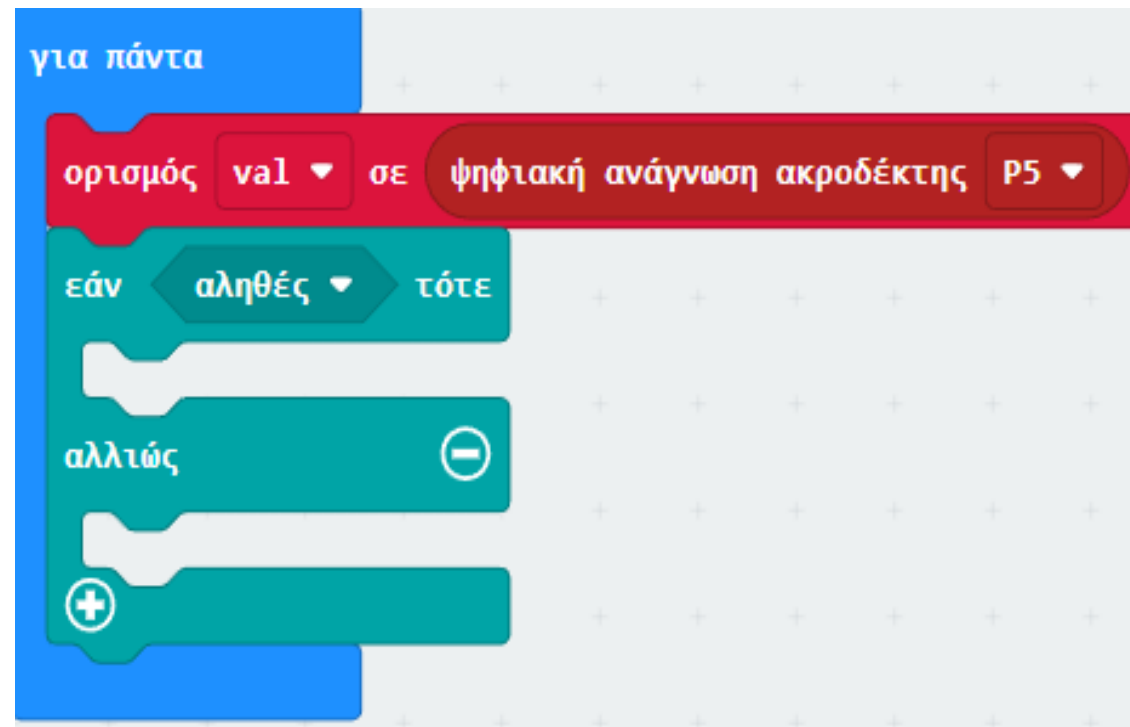 για πάντα
ορισμός val σε ψηφιακή ανάγνωση ακροδέκτης P5
εάν αληθές τότε
αλλιώς